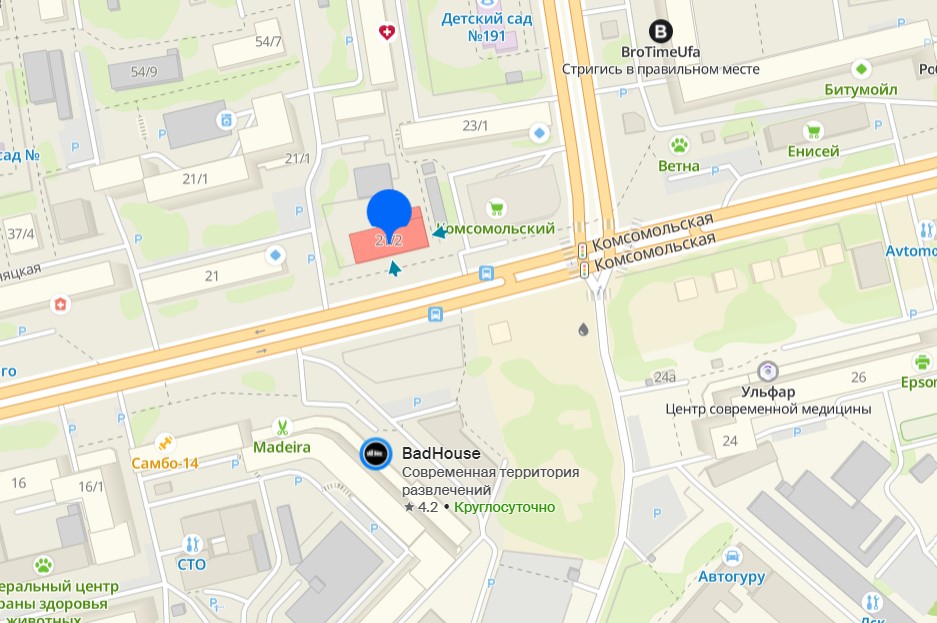 Детский сад
№191
54/7
BroTimeUfa
Стригись в правильном месте
54/9
Битумойл
23/1
Енисей
сад №
21/1
Ветна
21/1
37/4
Комсомольский
Комсомольская
Комсомольская
21
24а
Ульфар
Центр современной медицины
26
Madeira
24
Самбо-14
BadHouse
Современная территория
развлечений
4.2 • Круглосуточно
16
16/1
СТО
Автогуру
P